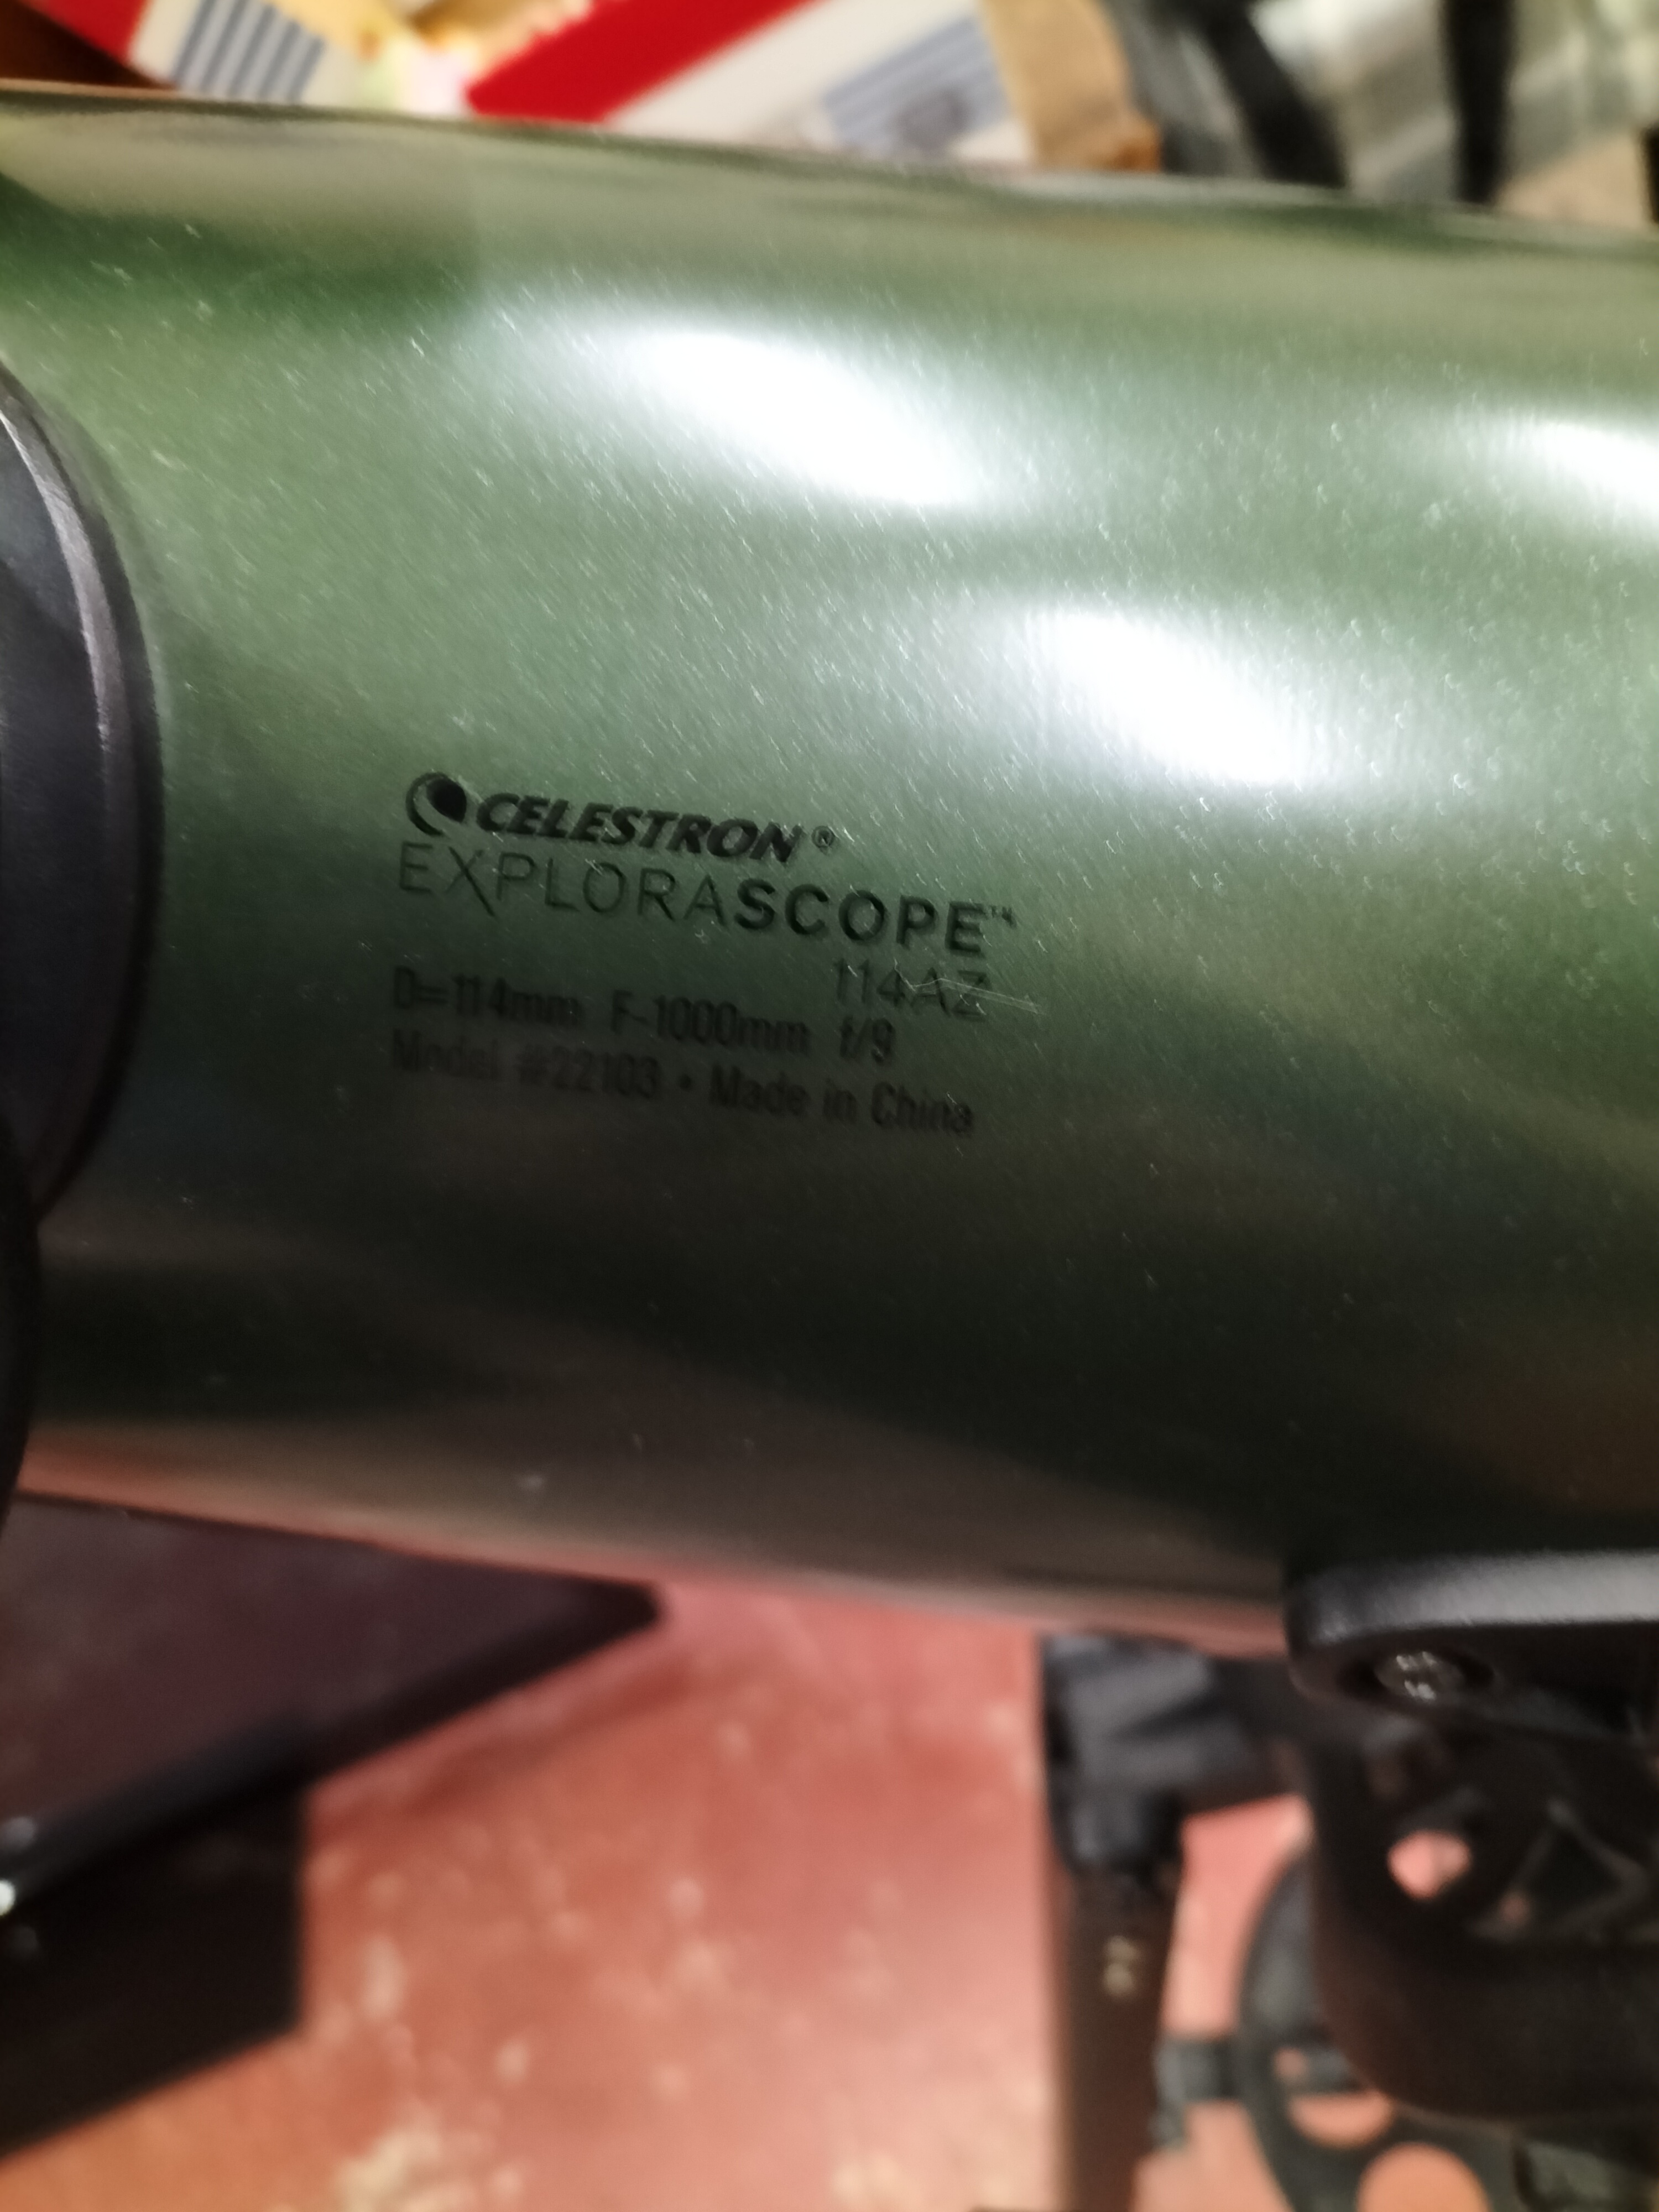 CELESTRON®
EXPLORASCOPE™
114AZ
D=114mm F-1000mm f/9
Model #22103 • Made in China